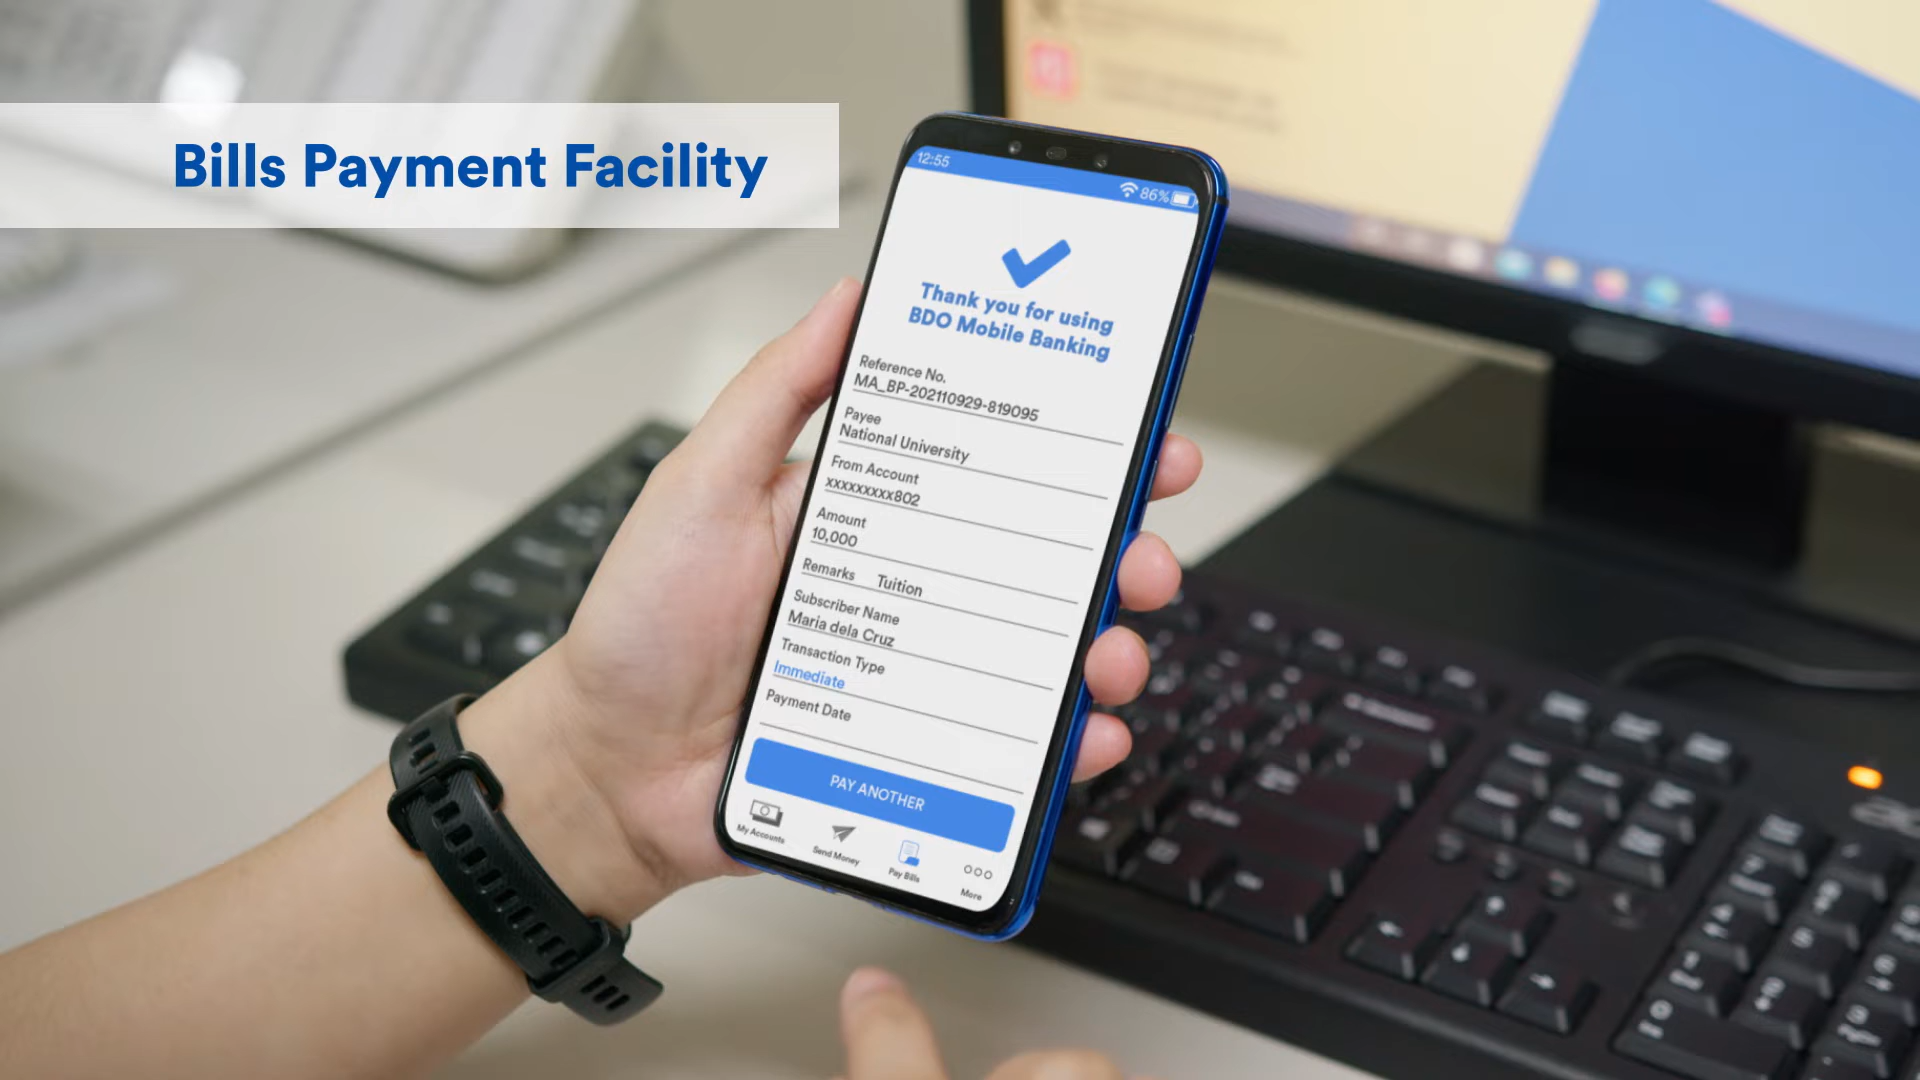 Bills Payment Facility
12:55
86%
Thank you for using
BDO Mobile Banking
Reference No.
MA_BP-202110929-819095
Payee
National University
From Account
xxxxxxxxx802
Amount
10,000
Remarks Tuition
Subscriber Name
Maria dela Cruz
Transaction Type
Immediate
Payment Date
PAY ANOTHER
My Accounts
Send Money
Pay Bills
More